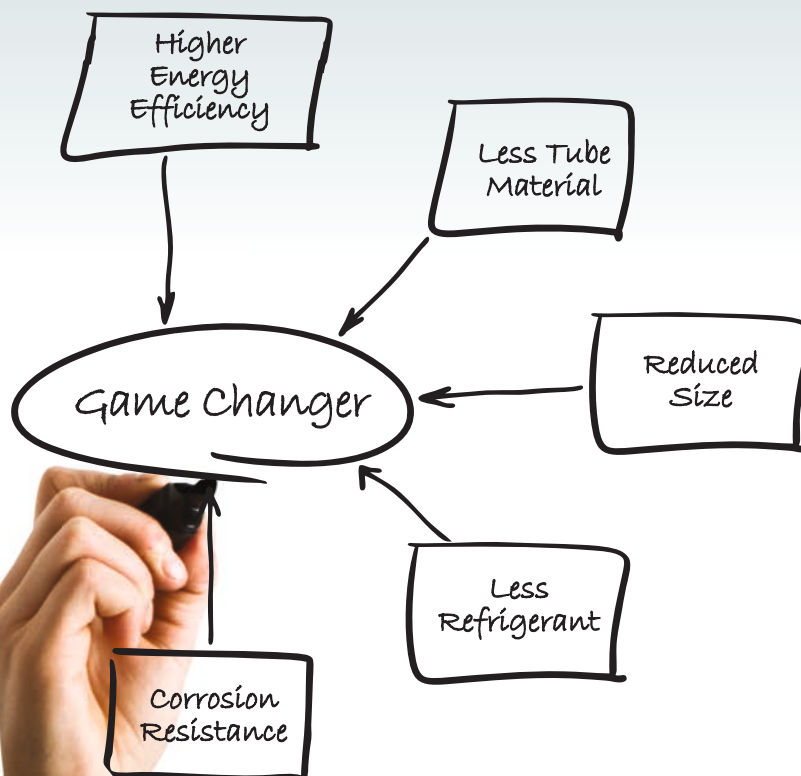 Higher
Energy
Efficiency
Less Tube
Material
Game Changer
Reduced
Size
Less
Refrigerant
Corrosion
Resistance